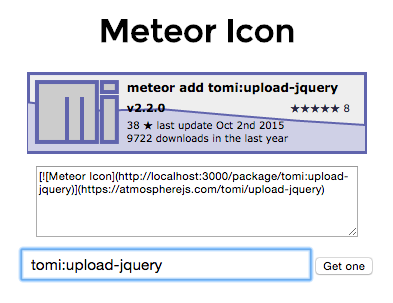 Meteor Icon
meteor add tomi:upload-jquery
v2.2.0 ★★★★★ 8
38 ★ last update Oct 2nd 2015
9722 downloads in the last year
[![Meteor Icon](http://localhost:3000/package/tomi:upload-
jquery)](https://atmospherejs.com/tomi/upload-jquery)
tomi:upload-jquery Get one